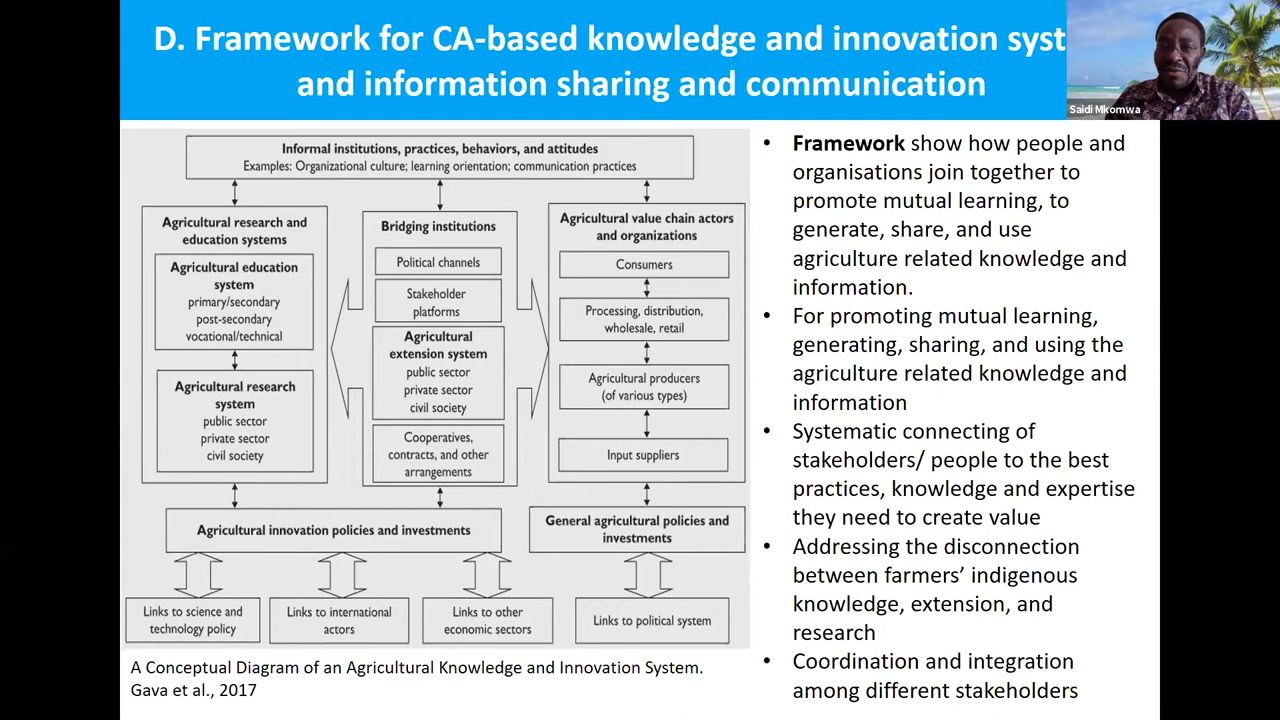 D. Framework for CA-based knowledge and innovation syst
and information sharing and communication
Saidi Mkomwa
Informal institutions, practices, behaviors, and attitudes
Examples: Organizational culture; learning orientation; communication practices
Agricultural research and
education systems
Agricultural education
system
primary/secondary
post-secondary
vocational/technical
Agricultural research
system
public sector
private sector
civil society
Bridging institutions
Political channels
Stakeholder
platforms
Agricultural
extension system
public sector
private sector
civil society
Cooperatives,
contracts, and other
arrangements
Agricultural value chain actors
and organizations
Consumers
Processing, distribution,
wholesale, retail
Agricultural producers
(of various types)
Input suppliers
Agricultural innovation policies and investments
General agricultural policies and
investments
Links to science and
technology policy
Links to international
actors
Links to other
economic sectors
Links to political system
A Conceptual Diagram of an Agricultural Knowledge and Innovation System.
Gava et al., 2017
• Framework show how people and
organisations join together to
promote mutual learning, to
generate, share, and use
agriculture related knowledge and
information.
• For promoting mutual learning,
generating, sharing, and using the
agriculture related knowledge and
information
• Systematic connecting of
stakeholders/ people to the best
practices, knowledge and expertise
they need to create value
• Addressing the disconnection
between farmers’ indigenous
knowledge, extension, and
research
• Coordination and integration
among different stakeholders